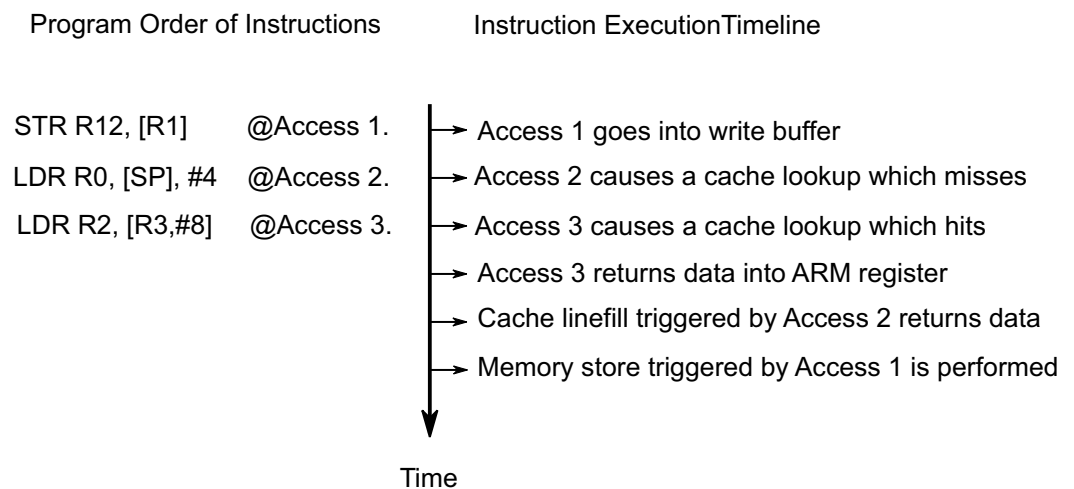 Program Order of Instructions
Instruction ExecutionTimeline
STR R12, [R1] @Access 1.
Access 1 goes into write buffer
LDR R0, [SP], #4 @Access 2.
Access 2 causes a cache lookup which misses
LDR R2, [R3,#8] @Access 3.
Access 3 causes a cache lookup which hits
Access 3 returns data into ARM register
Cache linefill triggered by Access 2 returns data
Memory store triggered by Access 1 is performed
Time